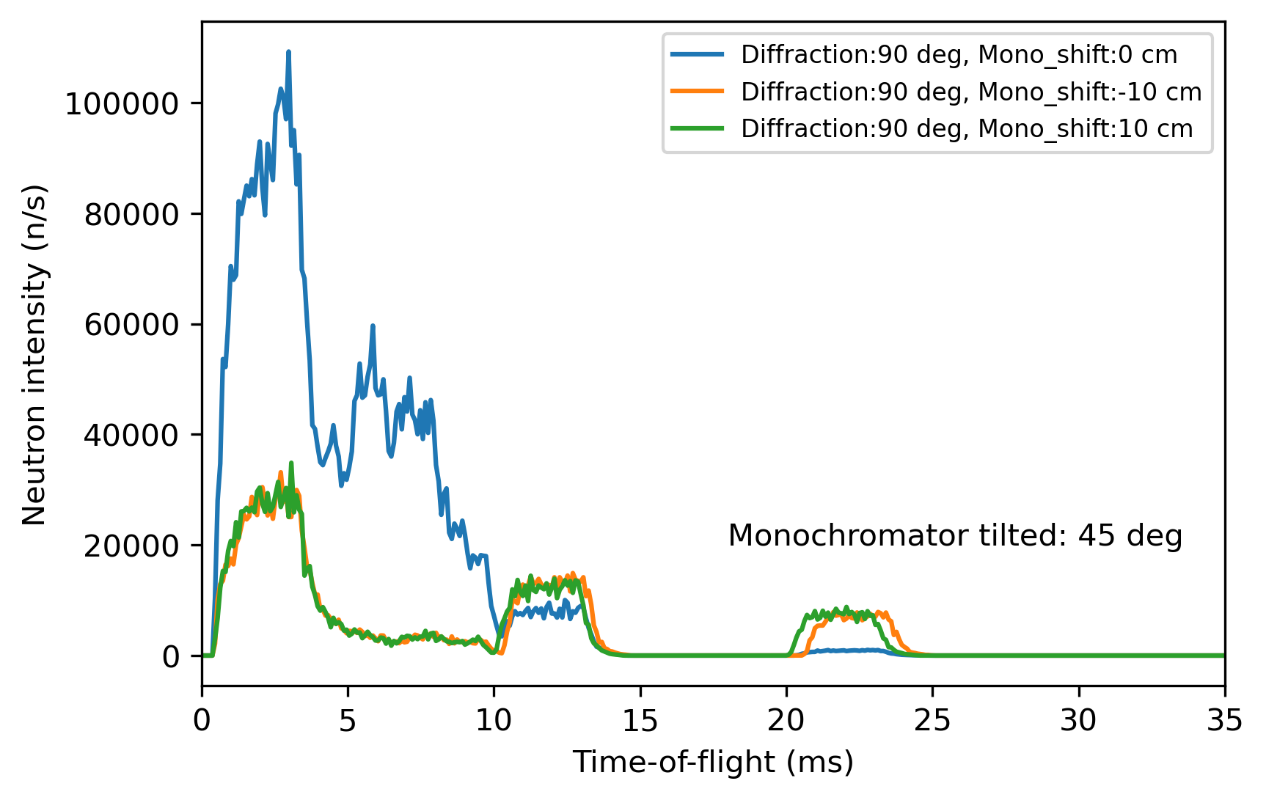 Diffraction:90 deg, Mono_shift:0 cm
Diffraction:90 deg, Mono_shift:-10 cm
Diffraction:90 deg, Mono_shift:10 cm
Neutron intensity (n/s)
100000
80000
60000
40000
20000
0
Monochromator tilted: 45 deg
0 5 10 15 20 25 30 35
Time-of-flight (ms)